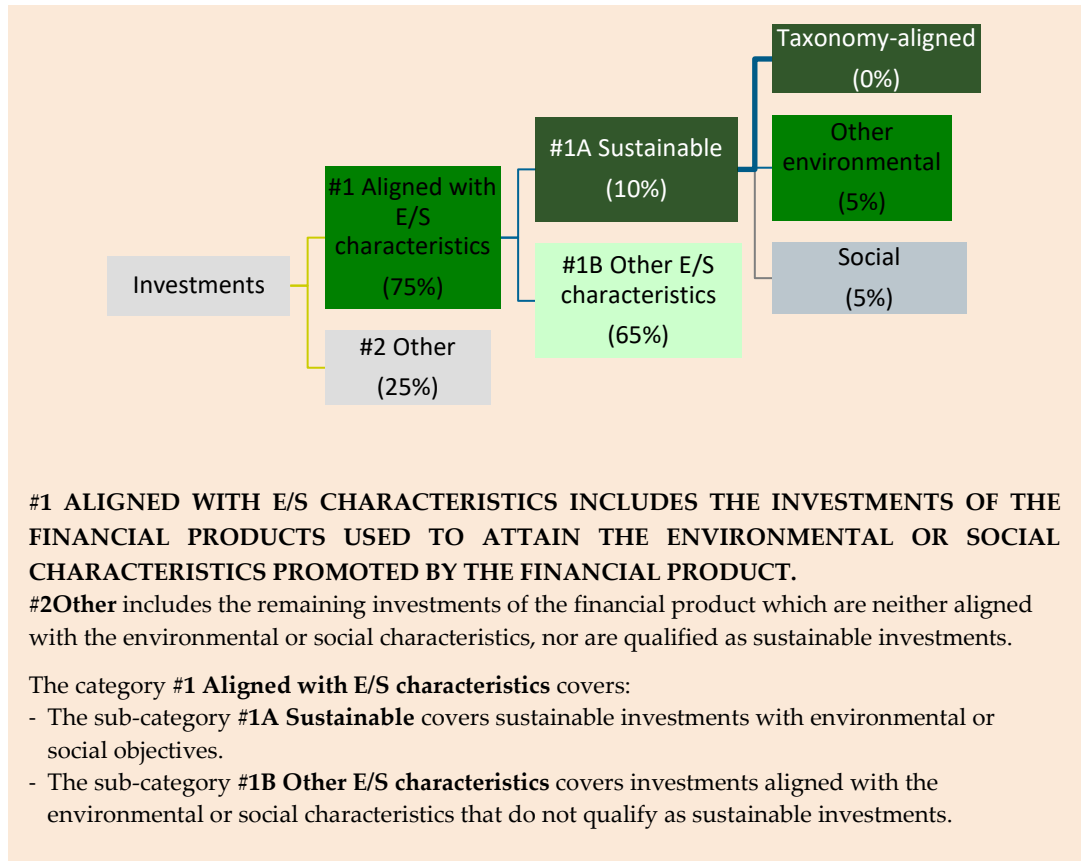 Taxonomy-aligned
(0%)
#1A Sustainable
(10%)
Other
environmental
(5%)
#1 Aligned with
E/S
characteristics
(75%)
#1B Other E/S
characteristics
(65%)
Social
(5%)
Investments
#2 Other
(25%)
#1 ALIGNED WITH E/S CHARACTERISTICS INCLUDES THE INVESTMENTS OF THE
FINANCIAL PRODUCTS USED TO ATTAIN THE ENVIRONMENTAL OR SOCIAL
CHARACTERISTICS PROMOTED BY THE FINANCIAL PRODUCT.
#2Other includes the remaining investments of the financial product which are neither aligned
with the environmental or social characteristics, nor are qualified as sustainable investments.
The category #1 Aligned with E/S characteristics covers:
- The sub-category #1A Sustainable covers sustainable investments with environmental or
social objectives.
- The sub-category #1B Other E/S characteristics covers investments aligned with the
environmental or social characteristics that do not qualify as sustainable investments.